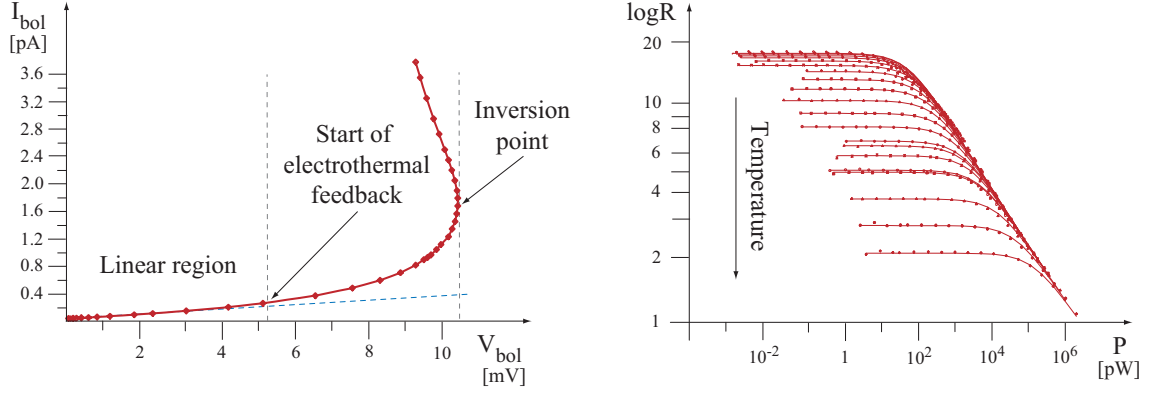 I_bol
[pA]
3.6
3.2
2.8
2.4
2.0
1.6
1.2
0.8
0.4
Start of
electrothermal
feedback
Inversion
point
Linear region
2
4
6
8
10
V_bol
[mV]
logR
20
10
8
6
4
2
1
Temperature
10^-2
1
10^2
10^4
10^6
P
[pW]